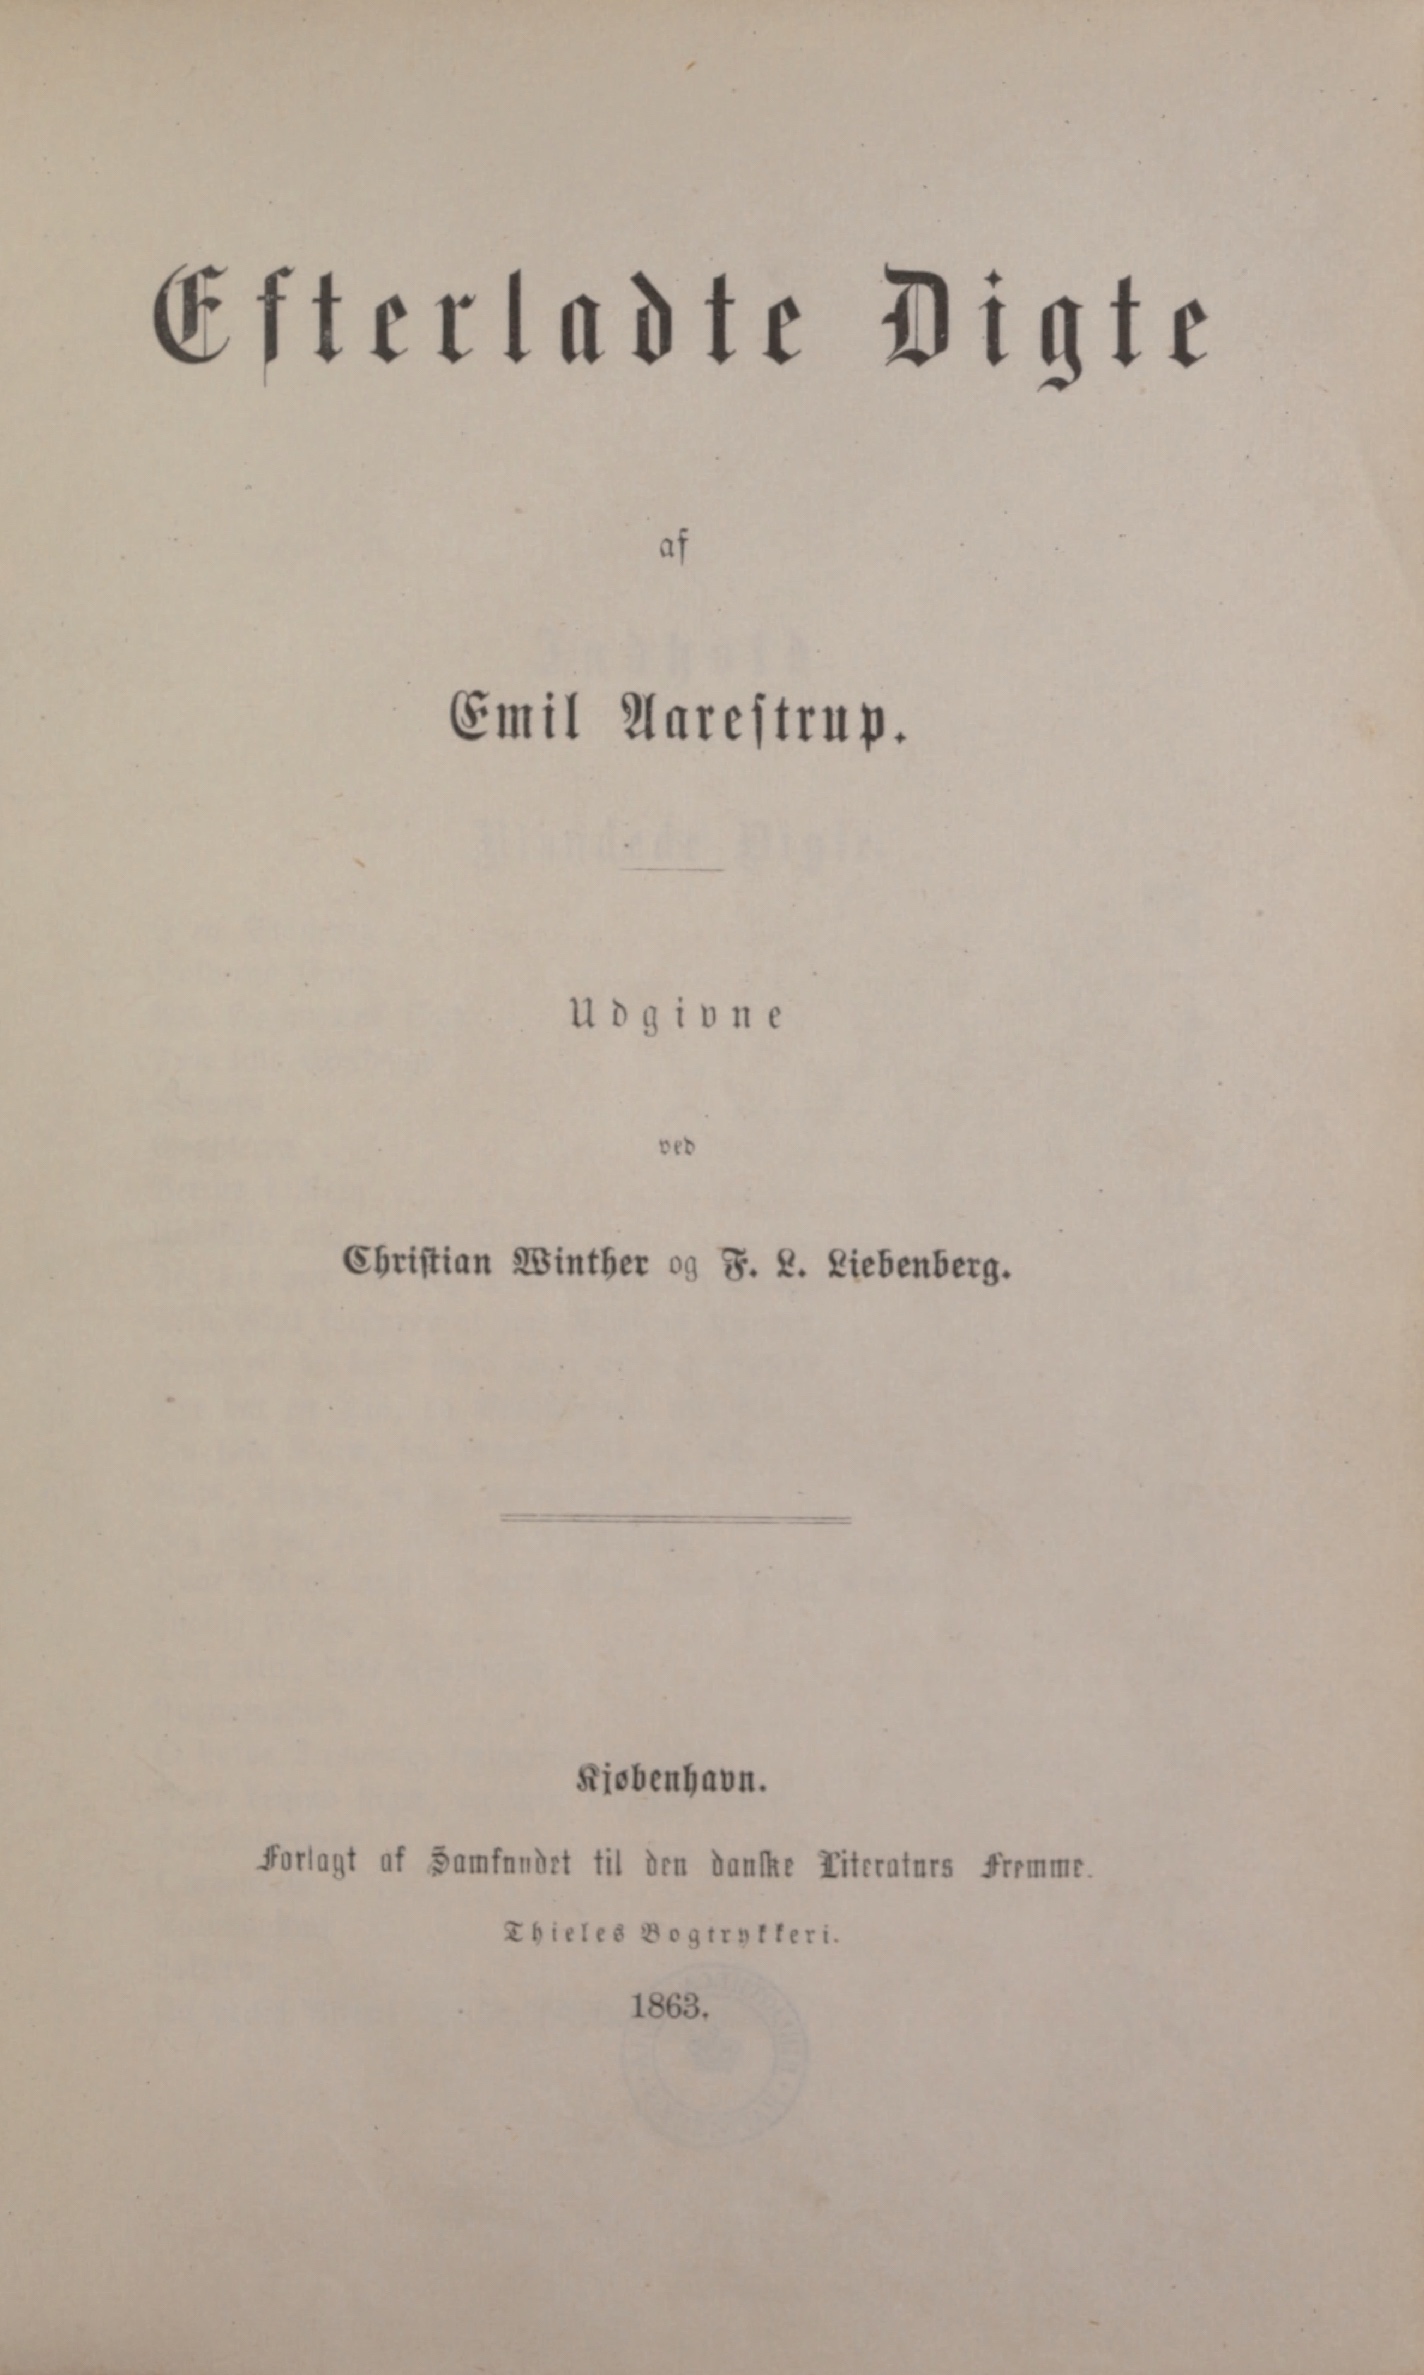 Efterladte Digte
af
Emil Aarestrup.
Udgivne
ved
Christian Winther og F. L. Liebenberg.
Kjøbenhavn.
Forlagt af Samfundet til den danske Literaturs Fremme.
Thieles Bogtrykkeri.
1863.